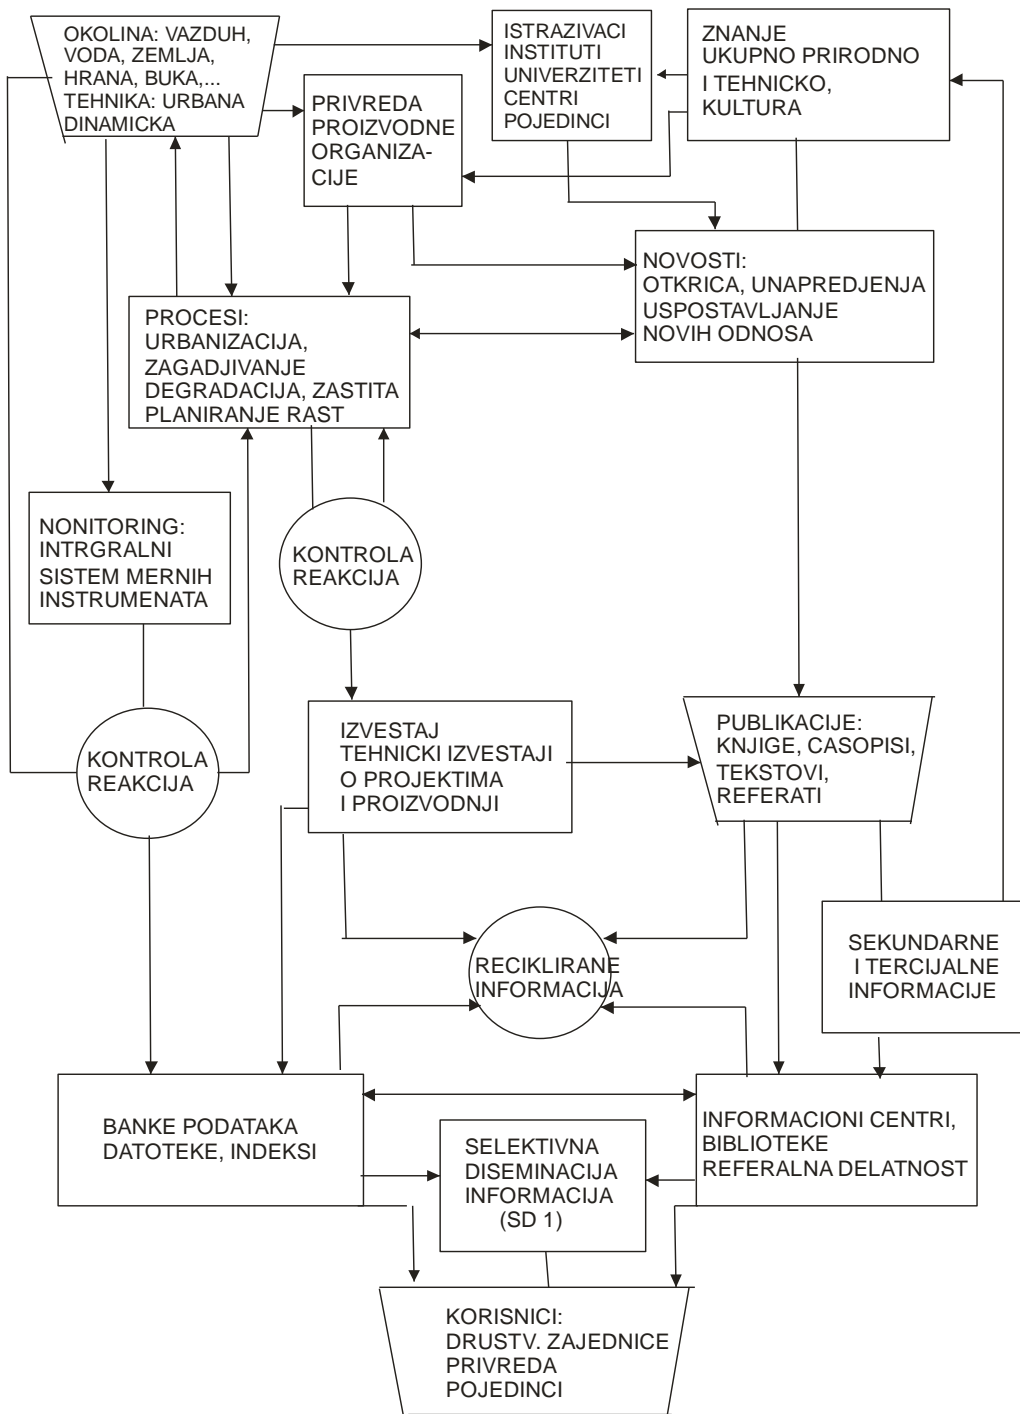 OKOLINA: VAZDUH,
VODA, ZEMLJA,
HRANA, BUKA,...
TEHNIKA: URBANA
DINAMICKA
PRIVREDA
PROIZVODNE
ORGANIZA-
CIJE
ISTRAZIVACI
INSTITUTI
UNIVERZITETI
CENTRI
POJEDINCI
ZNANJE
UKUPNO PRIRODNO
I TEHNICKO,
KULTURA
NOVOSTI:
OTKRICA, UNAPREDJENJA
USPOSTAVLJANJE
NOVIH ODNOSA
PROCESI:
URBANIZACIJA,
ZAGADJIVANJE
DEGRADACIJA, ZASTITA
PLANIRANJE RAST
NONITORING:
INTRGRALNI
SISTEM MERNIH
INSTRUMENATA
KONTROLA
REAKCIJA
KONTROLA
REAKCIJA
IZVESTAJ
TEHNICKI IZVESTAJI
O PROJEKTIMA
I PROIZVODNJI
PUBLIKACIJE:
KNJIGE, CASOPISI,
TEKSTOVI,
REFERATI
RECIKLIRANE
INFORMACIJA
SEKUNDARNE
I TERCIJALNE
INFORMACIJE
BANKE PODATAKA
DATOTEKE, INDEKSI
SELEKTIVNA
DISEMINACIJA
INFORMACIJA
(SD 1)
INFORMACIONI CENTRI,
BIBLIOTEKE
REFERALNA DELATNOST
KORISNICI:
DRUSTV. ZAJEDNICE
PRIVREDA
POJEDINCI